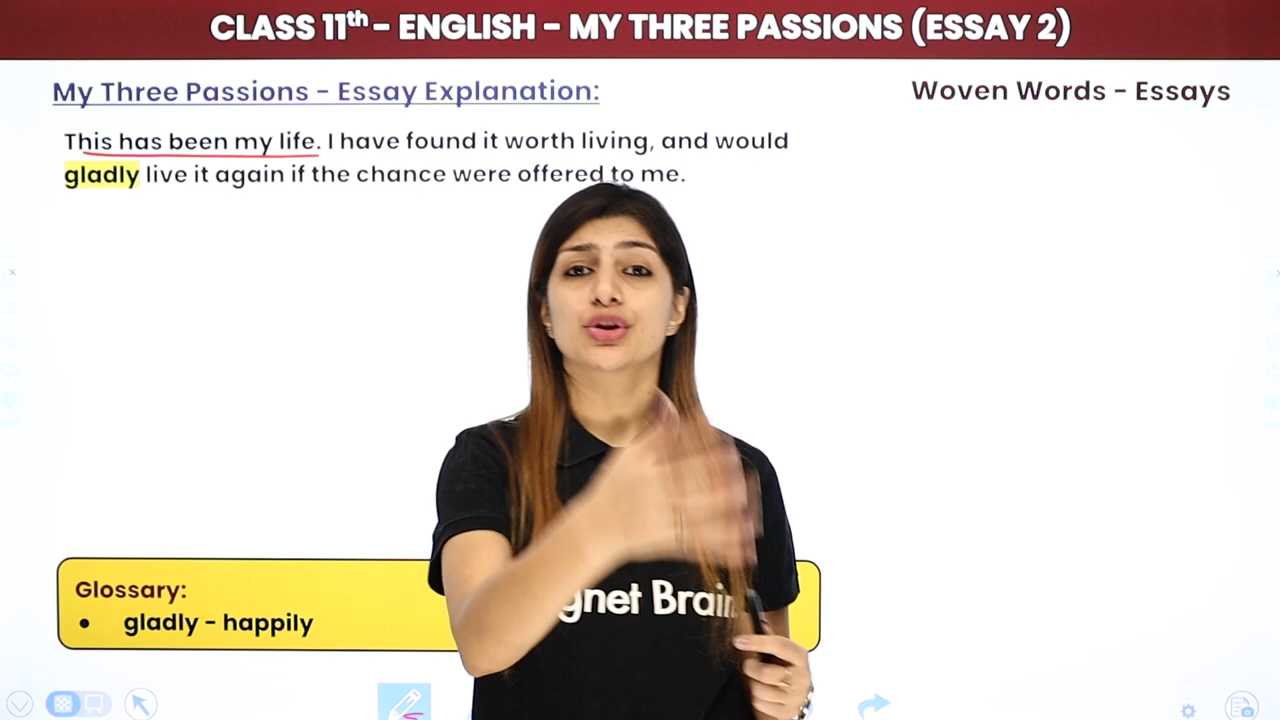 CLASS 11th - ENGLISH - MY THREE PASSIONS (ESSAY 2)
My Three Passions - Essay Explanation:
Woven Words - Essays
This has been my life. I have found it worth living, and would
gladly live it again if the chance were offered to me.
Glossary:
• gladly - happily
gnet Brain